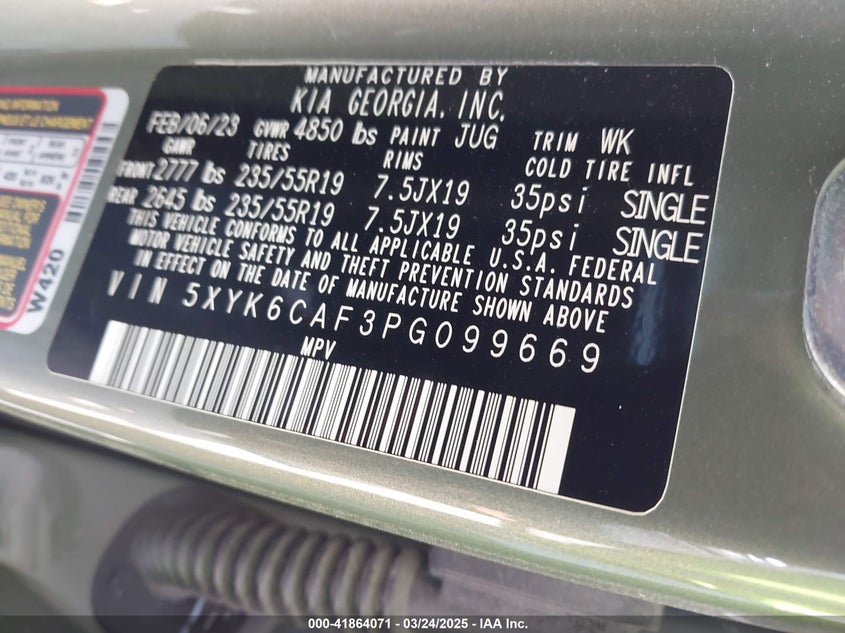 MANUFACTURED BY
KIA GEORGIA, INC.
FEB/06/23 GVWR 4850 lbs PAINT JUG TRIM WK
GAWR TIRES RIMS COLD TIRE INFL
FRONT 2777 lbs 235/55R19 7.5JX19 35psi SINGLE
REAR 2645 lbs 235/55R19 7.5JX19 35psi SINGLE
THIS VEHICLE CONFORMS TO ALL APPLICABLE U.S.A. FEDERAL
MOTOR VEHICLE SAFETY AND THEFT PREVENTION STANDARDS
IN EFFECT ON THE DATE OF MANUFACTURE SHOWN ABOVE
VIN 5XYK6CAF3PG099669
MPV
W420
000-41864071 - 03/24/2025 - IAA Inc.